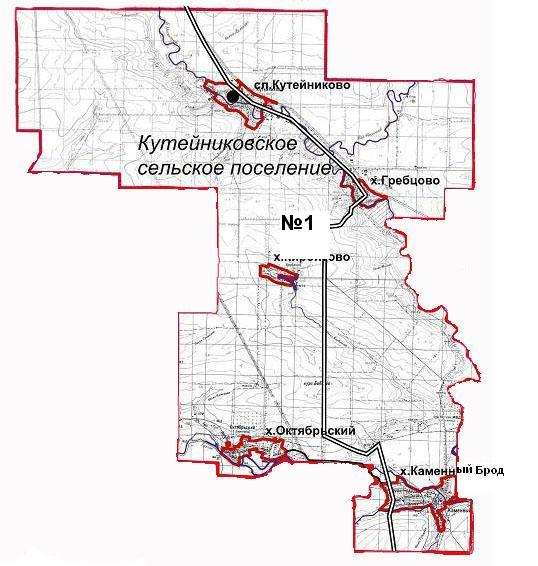 сп.Кутейниково
Кутейниковское
сельское поселение
х.Гребцово
№1
х.Октябрьский
х.Каменный Брод